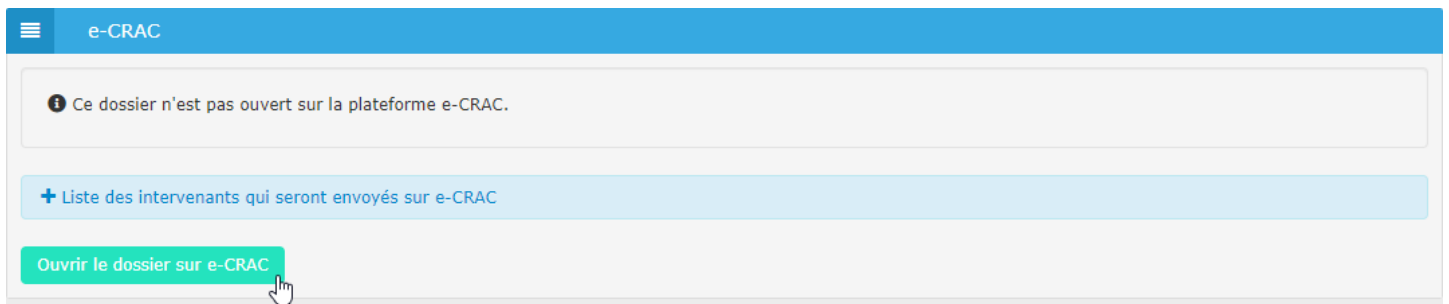 e-CRAC
Ce dossier n'est pas ouvert sur la plateforme e-CRAC.
+ Liste des intervenants qui seront envoyés sur e-CRAC
Ouvrir le dossier sur e-CRAC